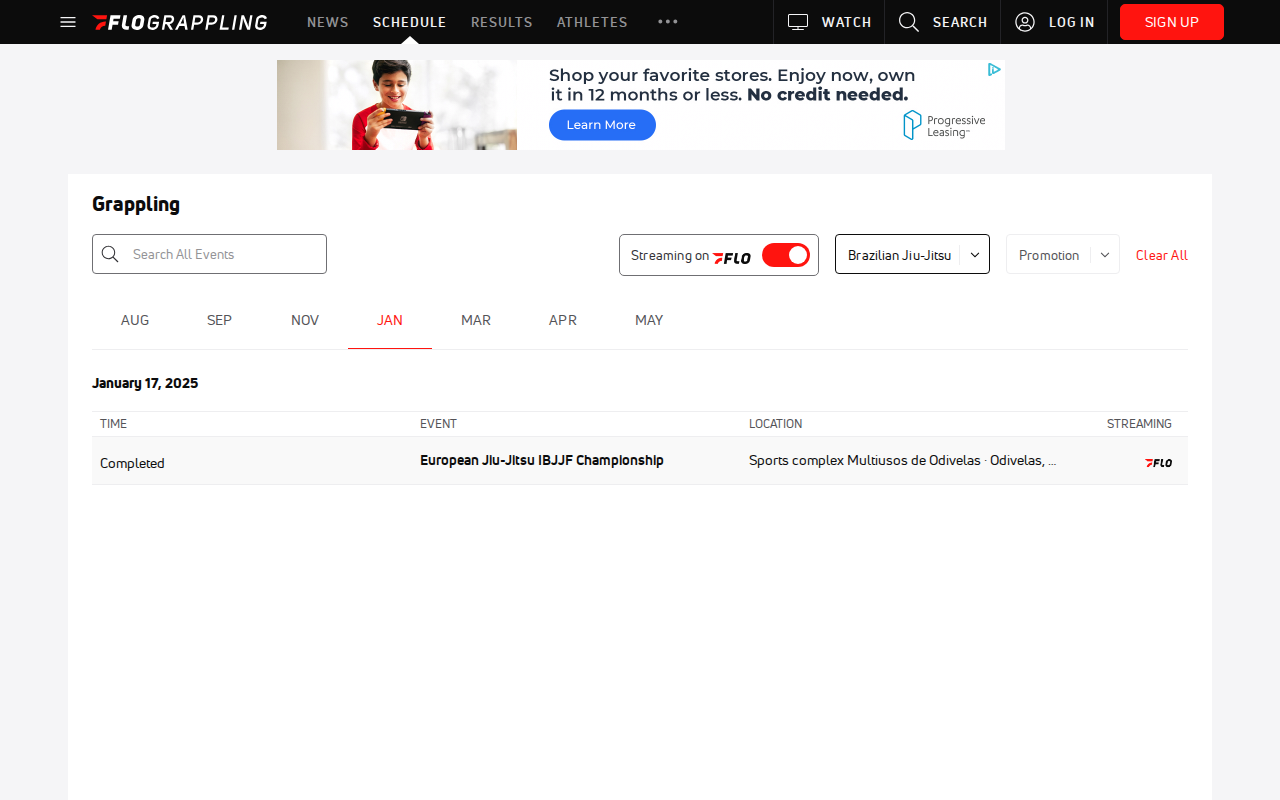 FLOGRAPPLING NEWS SCHEDULE RESULTS ATHLETES ••• WATCH SEARCH LOG IN SIGN UP
Shop your favorite stores. Enjoy now, own
it in 12 months or less. No credit needed.
Learn More
Progressive
Leasing
Grappling
Search All Events
Streaming on FLO
Brazilian Jiu-Jitsu
Promotion
Clear All
AUG SEP NOV JAN MAR APR MAY
January 17, 2025
TIME EVENT LOCATION STREAMING
Completed European Jiu-Jitsu IBJJF Championship Sports complex Multiusos de Odivelas · Odivelas, ... FLO